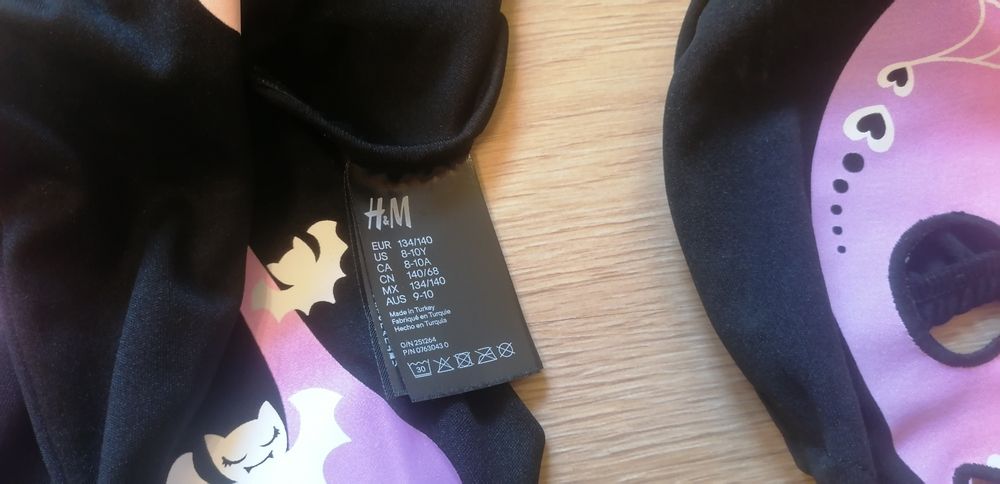 H&M
EUR 134/140
US 8-10Y
CA 8-10A
CN 140/68
MX 134/140
AUS 9-10
Made in Turkey
Fabriqué en Turquie
Hecho en Turquía
O/N 251264
P/N 0763043 0
30